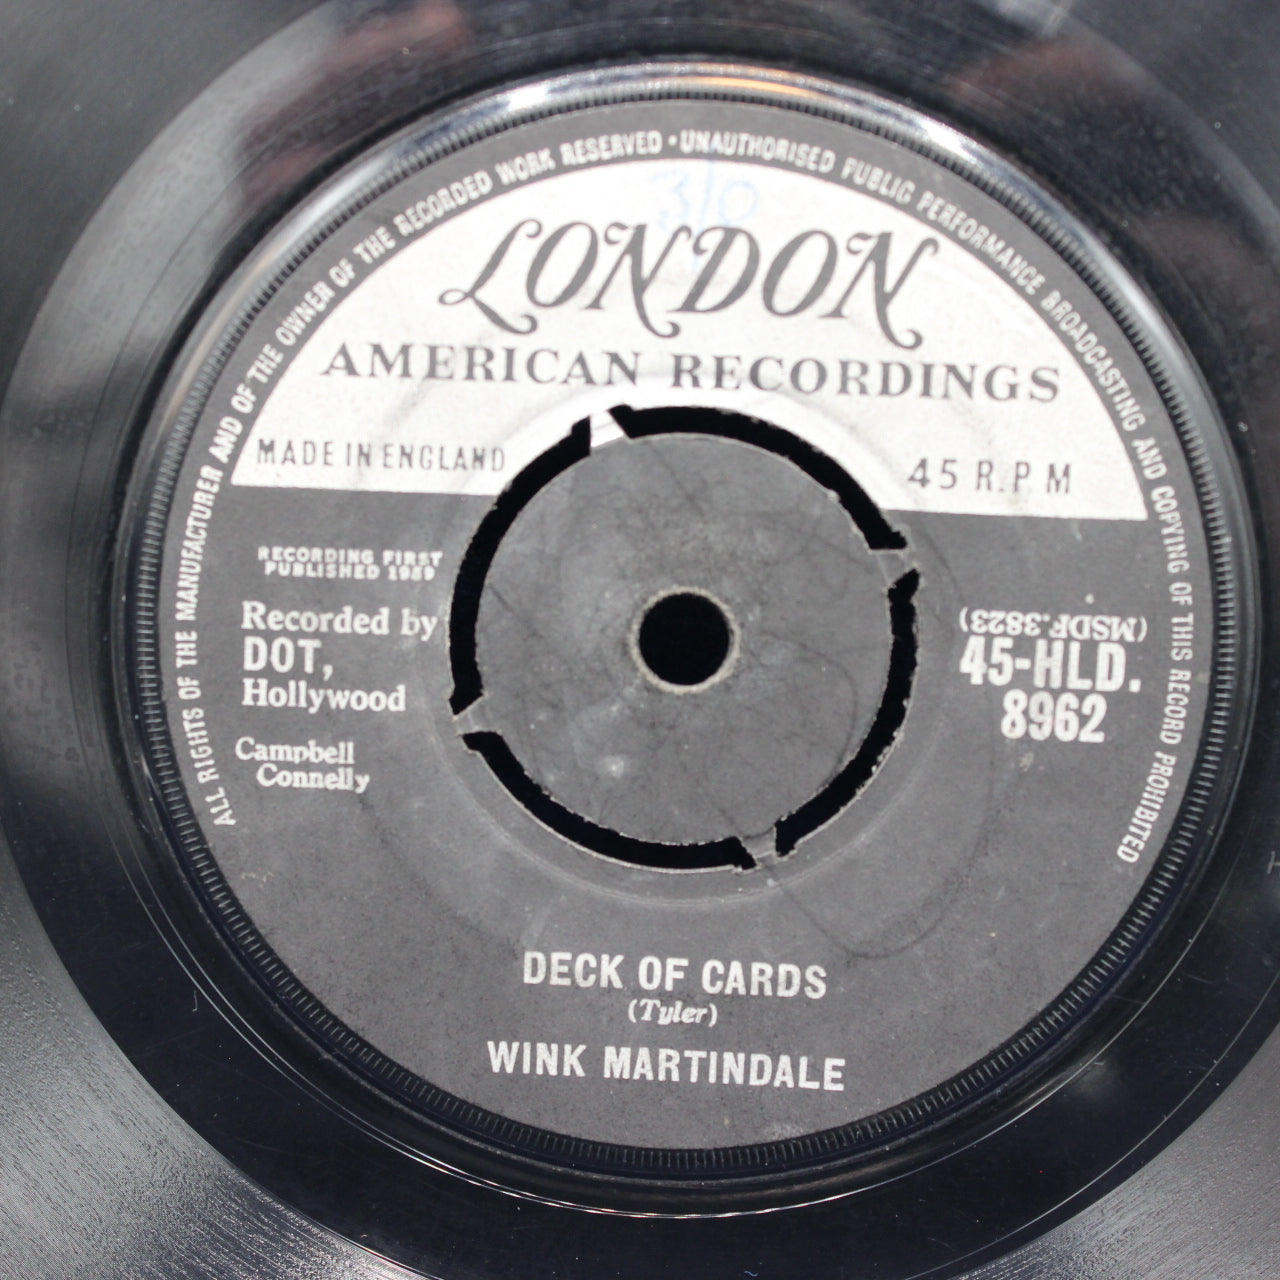 ALL RIGHTS OF THE MANUFACTURER AND OF THE OWNER OF THE RECORDED WORK RESERVED • UNAUTHORISED PUBLIC PERFORMANCE BROADCASTING AND COPYING OF THIS RECORD PROHIBITED
3/0
LONDON
AMERICAN RECORDINGS
MADE IN ENGLAND
45 R.P M
RECORDING FIRST
PUBLISHED 1959
Recorded by
DOT,
Hollywood
Campbell
Connelly
(MSDF.3823)
45-HLD.
8962
DECK OF CARDS
(Tyler)
WINK MARTINDALE